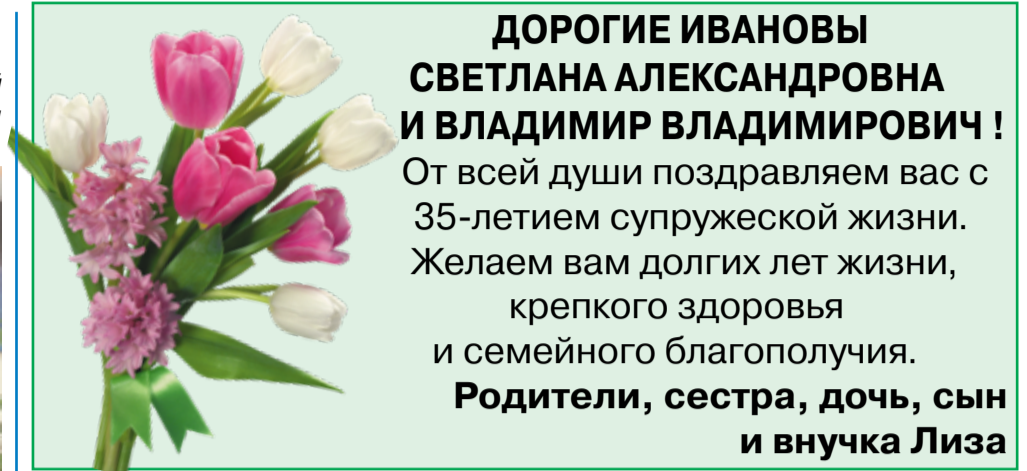 ДОРОГИЕ ИВАНОВЫ
СВЕТЛАНА АЛЕКСАНДРОВНА
И ВЛАДИМИР ВЛАДИМИРОВИЧ !
От всей души поздравляем вас с
35-летием супружеской жизни.
Желаем вам долгих лет жизни,
крепкого здоровья
и семейного благополучия.
Родители, сестра, дочь, сын
и внучка Лиза